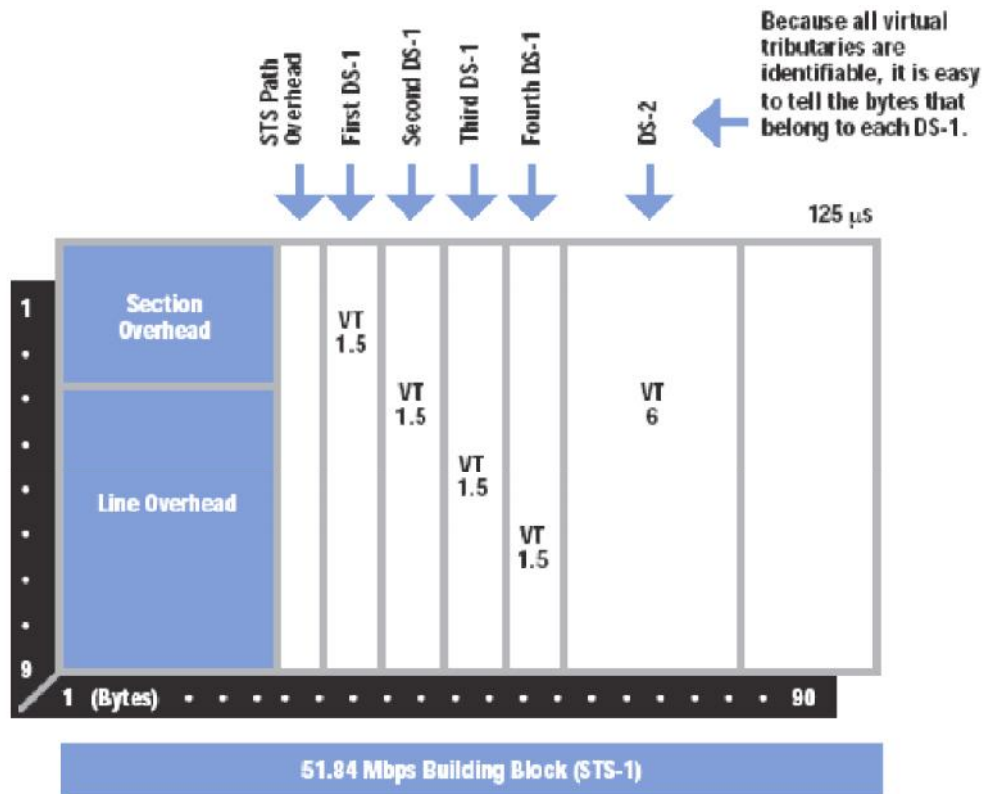 Because all virtual
tributaries are
identifiable, it is easy
to tell the bytes that
belong to each DS-1.
STS Path
Overhead
First DS-1
Second DS-1
Third DS-1
Fourth DS-1
DS-2
125 μs
Section
Overhead
Line Overhead
VT
1.5
VT
1.5
VT
1.5
VT
1.5
VT
6
1
9
1 (Bytes) 90
51.84 Mbps Building Block (STS-1)